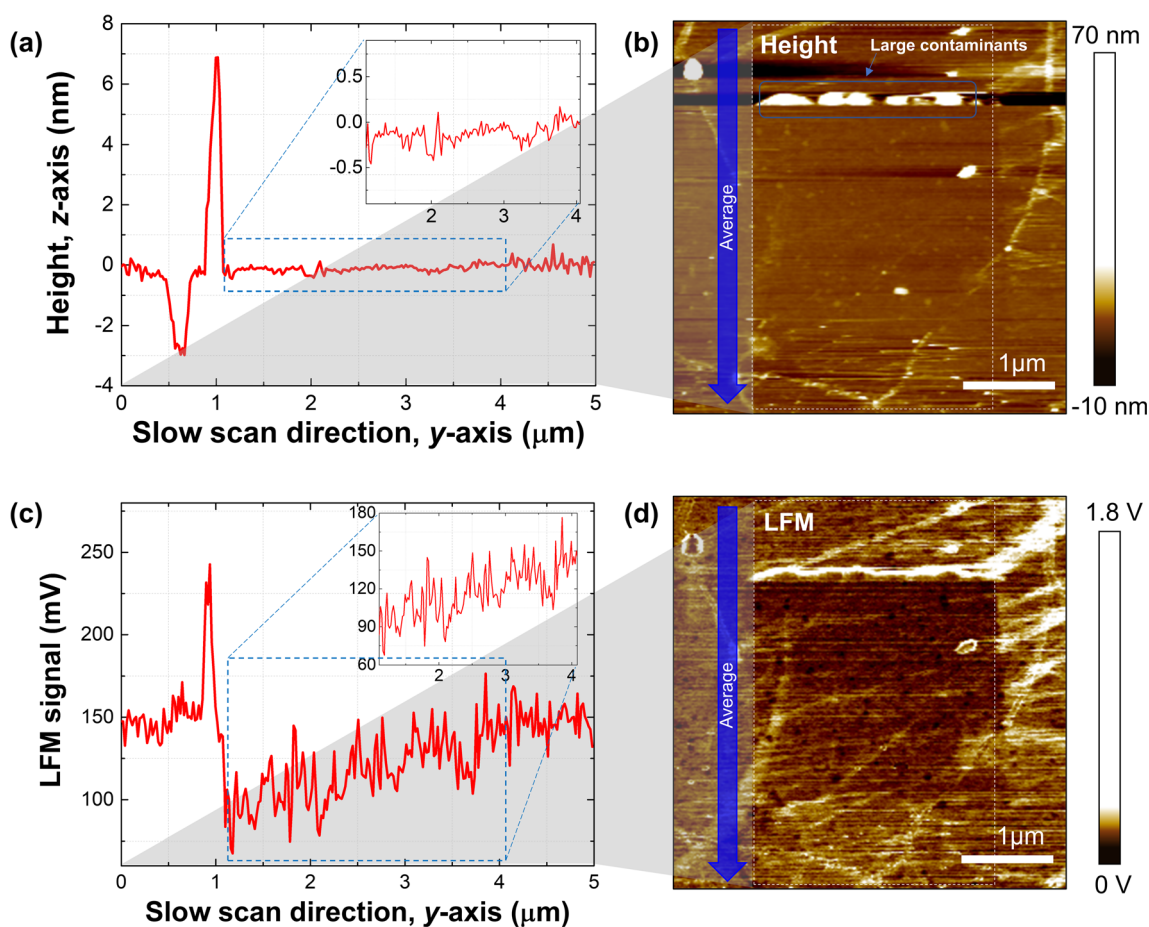 (a)
Height, z-axis (nm)
8
6
4
2
0
-2
-4
0 1 2 3 4 5
Slow scan direction, y-axis (μm)
0.5
0.0
-0.5
2 3 4
(b)
Height
Large contaminants
Average
1μm
70 nm
-10 nm
(c)
LFM signal (mV)
250
200
150
100
0 1 2 3 4 5
Slow scan direction, y-axis (μm)
180
150
120
90
60
2 3 4
(d)
LFM
Average
1μm
1.8 V
0 V